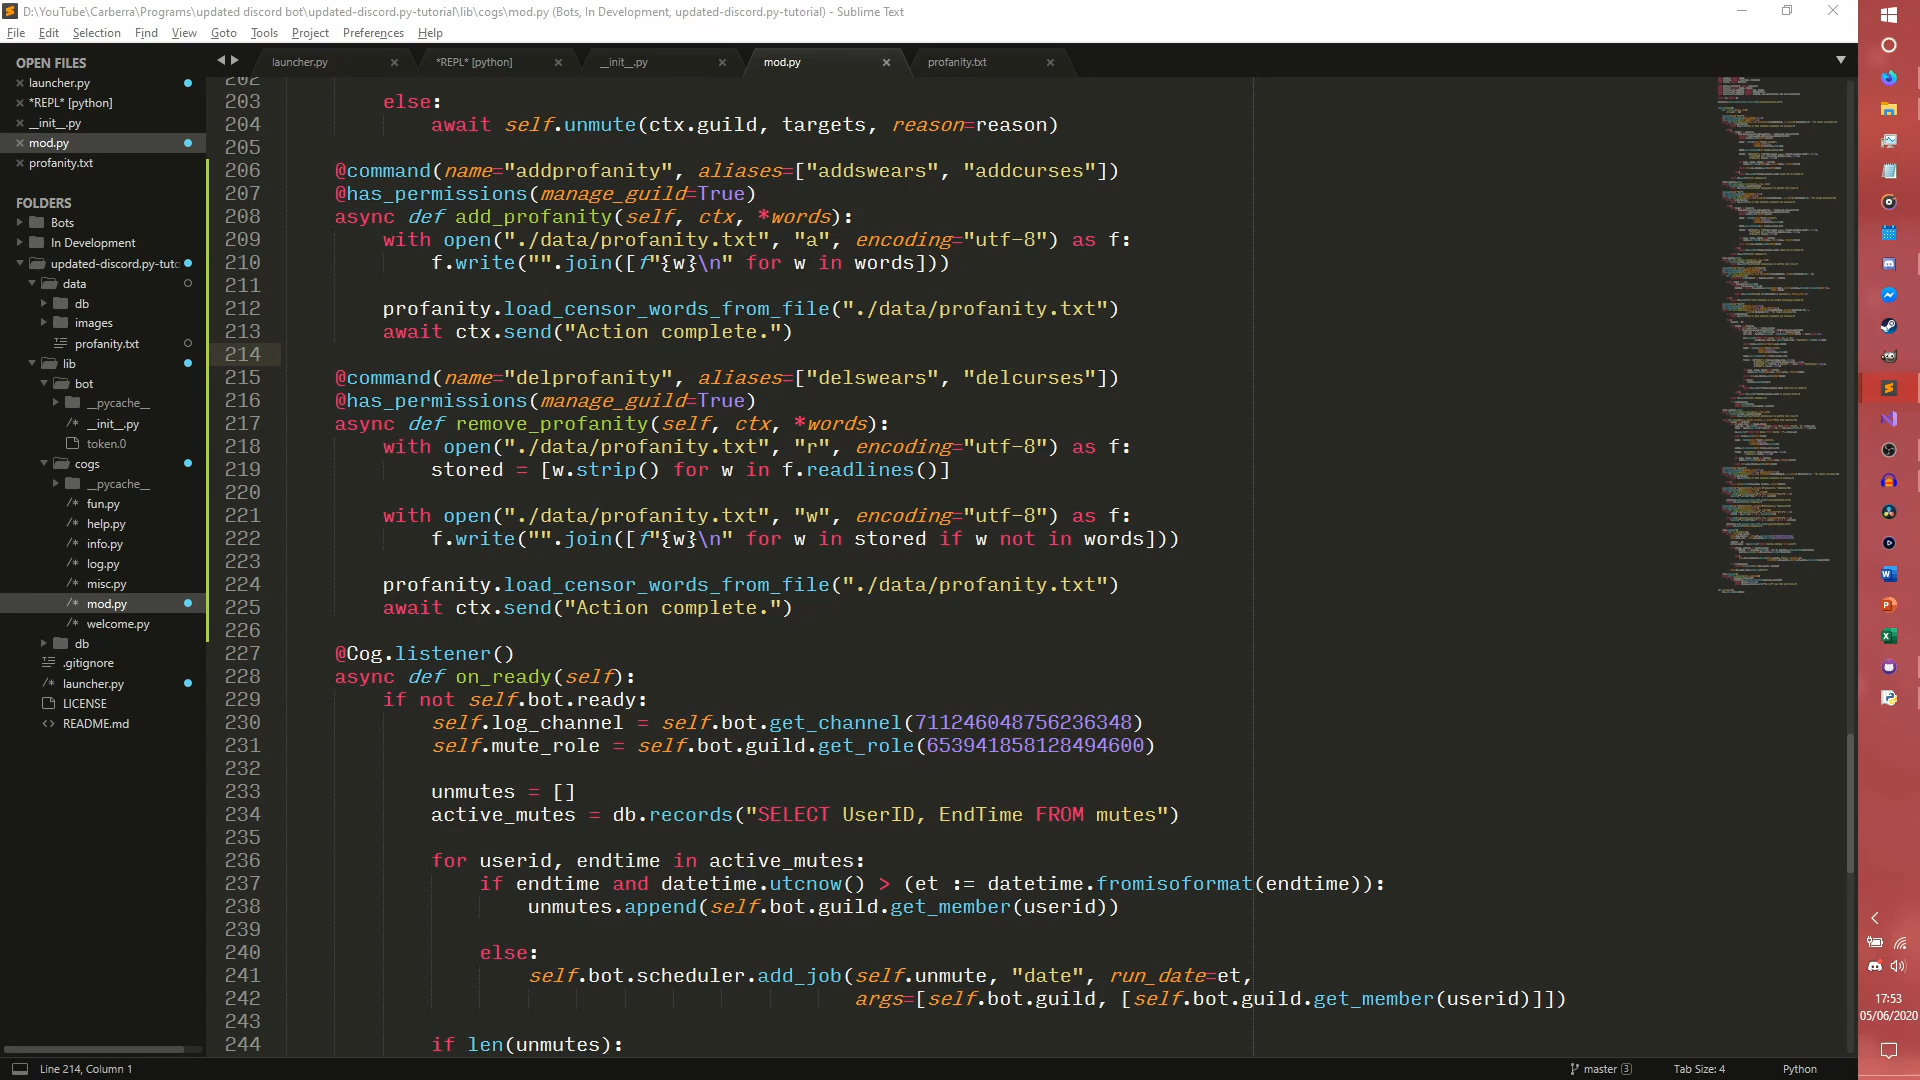 D:\YouTube\Carberra\Programs\updated discord bot\updated-discord.py-tutorial\lib\cogs\mod.py (Bots, In Development, updated-discord.py-tutorial) - Sublime Text
File Edit Selection Find View Goto Tools Project Preferences Help
OPEN FILES
launcher.py
*REPL* [python]
__init__.py
mod.py
profanity.txt
FOLDERS
Bots
In Development
updated-discord.py-tuto
data
db
images
profanity.txt
lib
bot
__pycache__
__init__.py
token.0
cogs
__pycache__
fun.py
help.py
info.py
log.py
misc.py
mod.py
welcome.py
db
.gitignore
launcher.py
LICENSE
README.md
launcher.py *REPL* [python] __init__.py mod.py profanity.txt
202
203 else:
204 await self.unmute(ctx.guild, targets, reason=reason)
205
206 @command(name="addprofanity", aliases=["addswears", "addcurses"])
207 @has_permissions(manage_guild=True)
208 async def add_profanity(self, ctx, *words):
209 with open("./data/profanity.txt", "a", encoding="utf-8") as f:
210 f.write("".join([f"{w}\n" for w in words]))
211
212 profanity.load_censor_words_from_file("./data/profanity.txt")
213 await ctx.send("Action complete.")
214
215 @command(name="delprofanity", aliases=["delswears", "delcurses"])
216 @has_permissions(manage_guild=True)
217 async def remove_profanity(self, ctx, *words):
218 with open("./data/profanity.txt", "r", encoding="utf-8") as f:
219 stored = [w.strip() for w in f.readlines()]
220
221 with open("./data/profanity.txt", "w", encoding="utf-8") as f:
222 f.write("".join([f"{w}\n" for w in stored if w not in words]))
223
224 profanity.load_censor_words_from_file("./data/profanity.txt")
225 await ctx.send("Action complete.")
226
227 @Cog.listener()
228 async def on_ready(self):
229 if not self.bot.ready:
230 self.log_channel = self.bot.get_channel(711246048756236348)
231 self.mute_role = self.bot.guild.get_role(653941858128494600)
232
233 unmutes = []
234 active_mutes = db.records("SELECT UserID, EndTime FROM mutes")
235
236 for userid, endtime in active_mutes:
237 if endtime and datetime.utcnow() > (et := datetime.fromisoformat(endtime)):
238 unmutes.append(self.bot.guild.get_member(userid))
239
240 else:
241 self.bot.scheduler.add_job(self.unmute, "date", run_date=et,
242 args=[self.bot.guild, [self.bot.guild.get_member(userid)]])
243
244 if len(unmutes):
17:53
05/06/2020
Line 214, Column 1 master 3 Tab Size: 4 Python